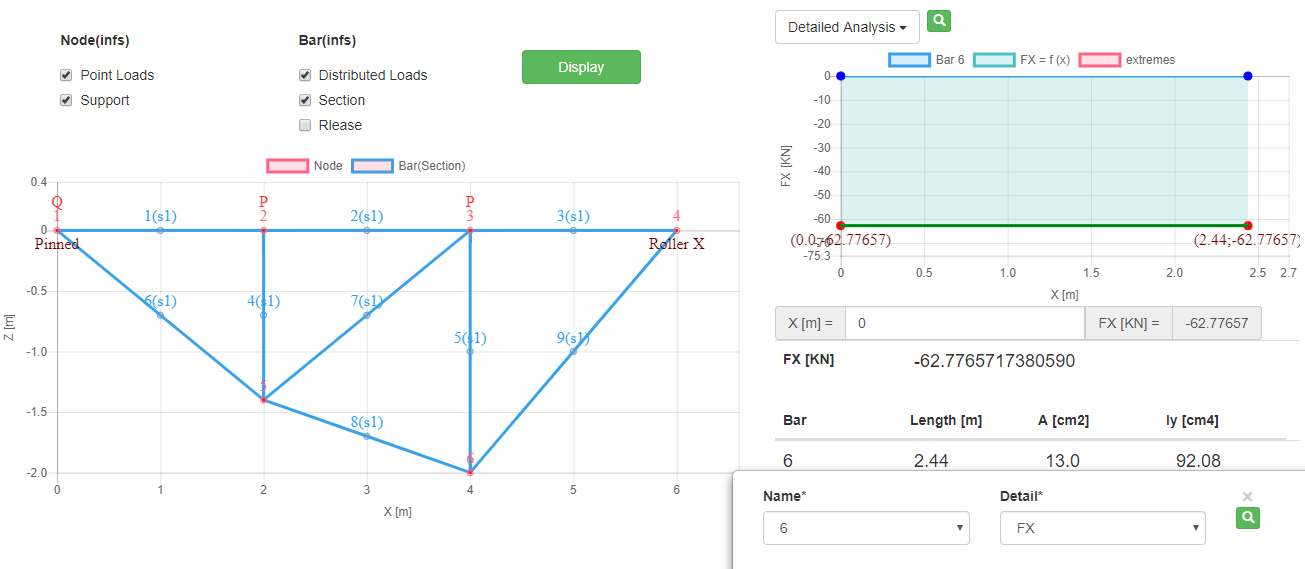 Node(infs)
Point Loads
Support
Bar(infs)
Distributed Loads
Section
Rlease
Display
Node Bar(Section)
0.4
Q P P
1 1(s1) 2 2(s1) 3 3(s1) 4
0
Pinned Roller X
-0.5
6(s1) 4(s1) 7(s1)
5(s1) 9(s1)
-1.0
5
-1.5
8(s1)
6
-2.0
0 1 2 3 4 5 6
X [m]
Z [m]
Detailed Analysis
Bar 6 FX = f (x) extremes
0
-10
-20
-30
-40
-50
-60
(0.0;-62.77657) (2.44;-62.77657)
-70
-75.3
0 0.5 1.0 1.5 2.0 2.5 2.7
X [m]
FX [KN]
X [m] = 0 FX [KN] = -62.77657
FX [KN] -62.7765717380590
Bar Length [m] A [cm2] Iy [cm4]
6 2.44 13.0 92.08
Name* Detail* ×
6 FX